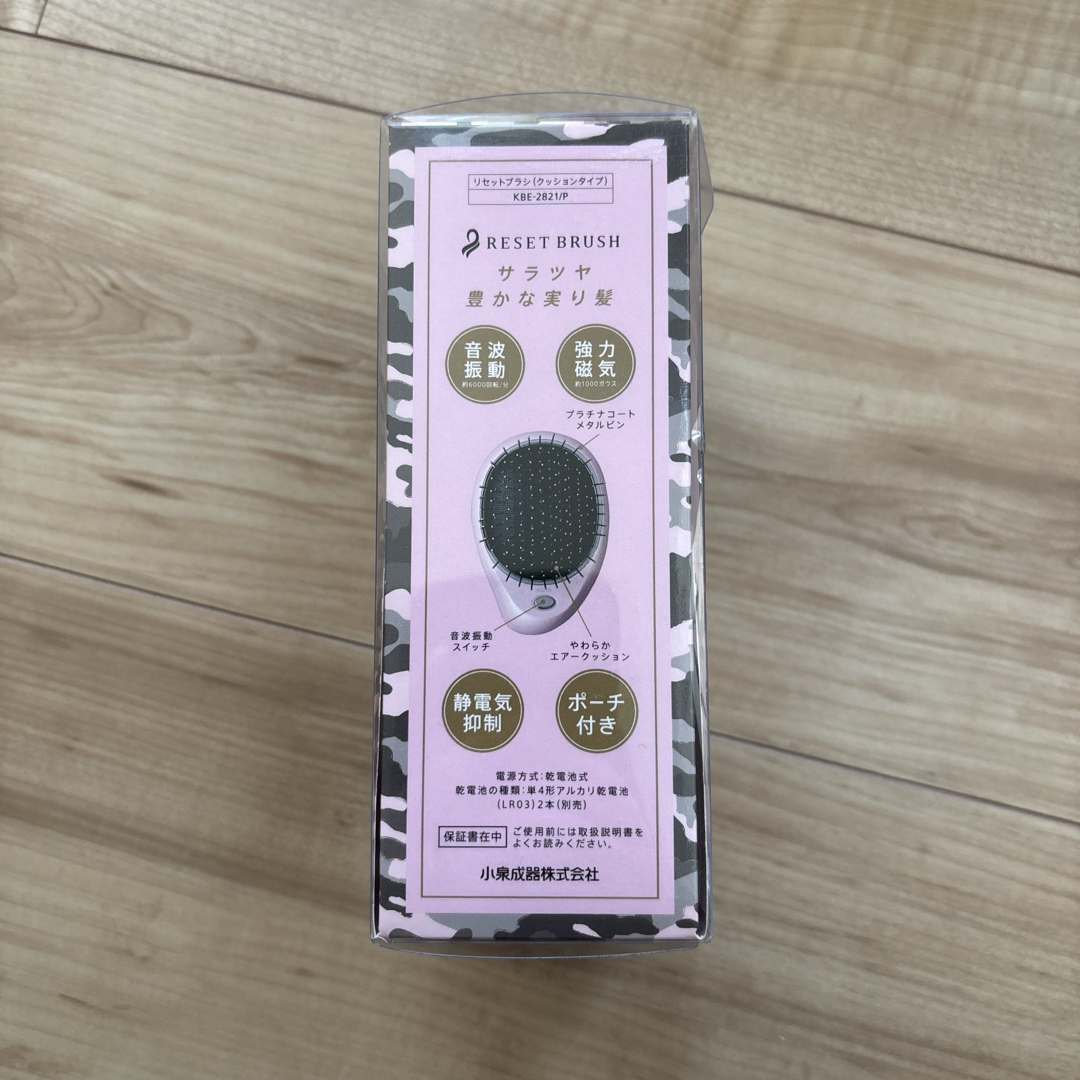 リセットブラシ(クッションタイプ)
KBE-2821/P
RESET BRUSH
サラツヤ
豊かな実り髪
音波
振動
約6000回転/分
強力
磁気
約1000ガウス
プラチナコート
メタルピン
音波振動
スイッチ
やわらか
エアークッション
静電気
抑制
ポーチ
付き
電源方式:乾電池式
乾電池の種類:単4形アルカリ乾電池
(LR03)2本(別売)
保証書在中
ご使用前には取扱説明書を
よくお読みください。
小泉成器株式会社